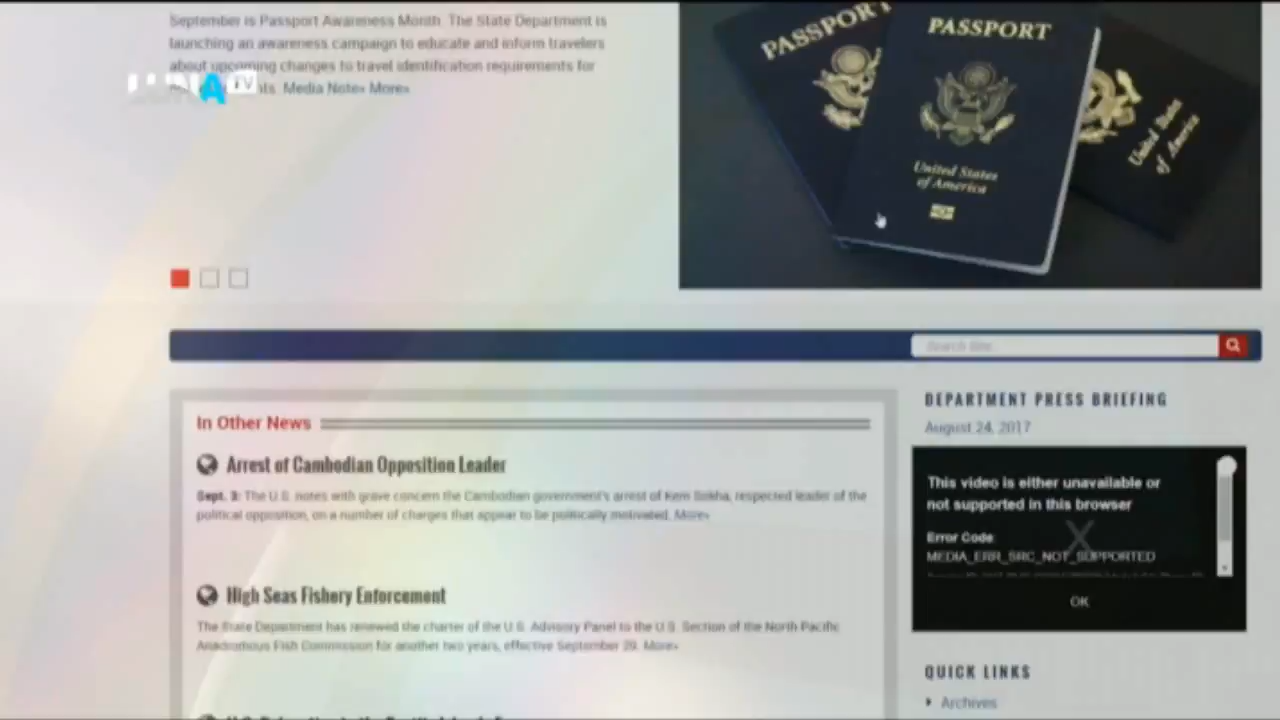 September is Passport Awareness Month. The State Department is
launching an awareness campaign to educate and inform travelers
about upcoming changes to travel identification requirements for
Media Note» More»
LUNA TV
PASSPORT
PASSPORT
United States
of America
United States
of America
Search Site...
In Other News
Arrest of Cambodian Opposition Leader
Sept. 3: The U.S. notes with grave concern the Cambodian government's arrest of Kem Sokha, respected leader of the
political opposition, on a number of charges that appear to be politically motivated. More»
High Seas Fishery Enforcement
The State Department has renewed the charter of the U.S. Advisory Panel to the U.S. Section of the North Pacific
Anadromous Fish Commission for another two years, effective September 29. More»
DEPARTMENT PRESS BRIEFING
August 24, 2017
This video is either unavailable or
not supported in this browser
Error Code:
MEDIA_ERR_SRC_NOT_SUPPORTED
OK
QUICK LINKS
Archives